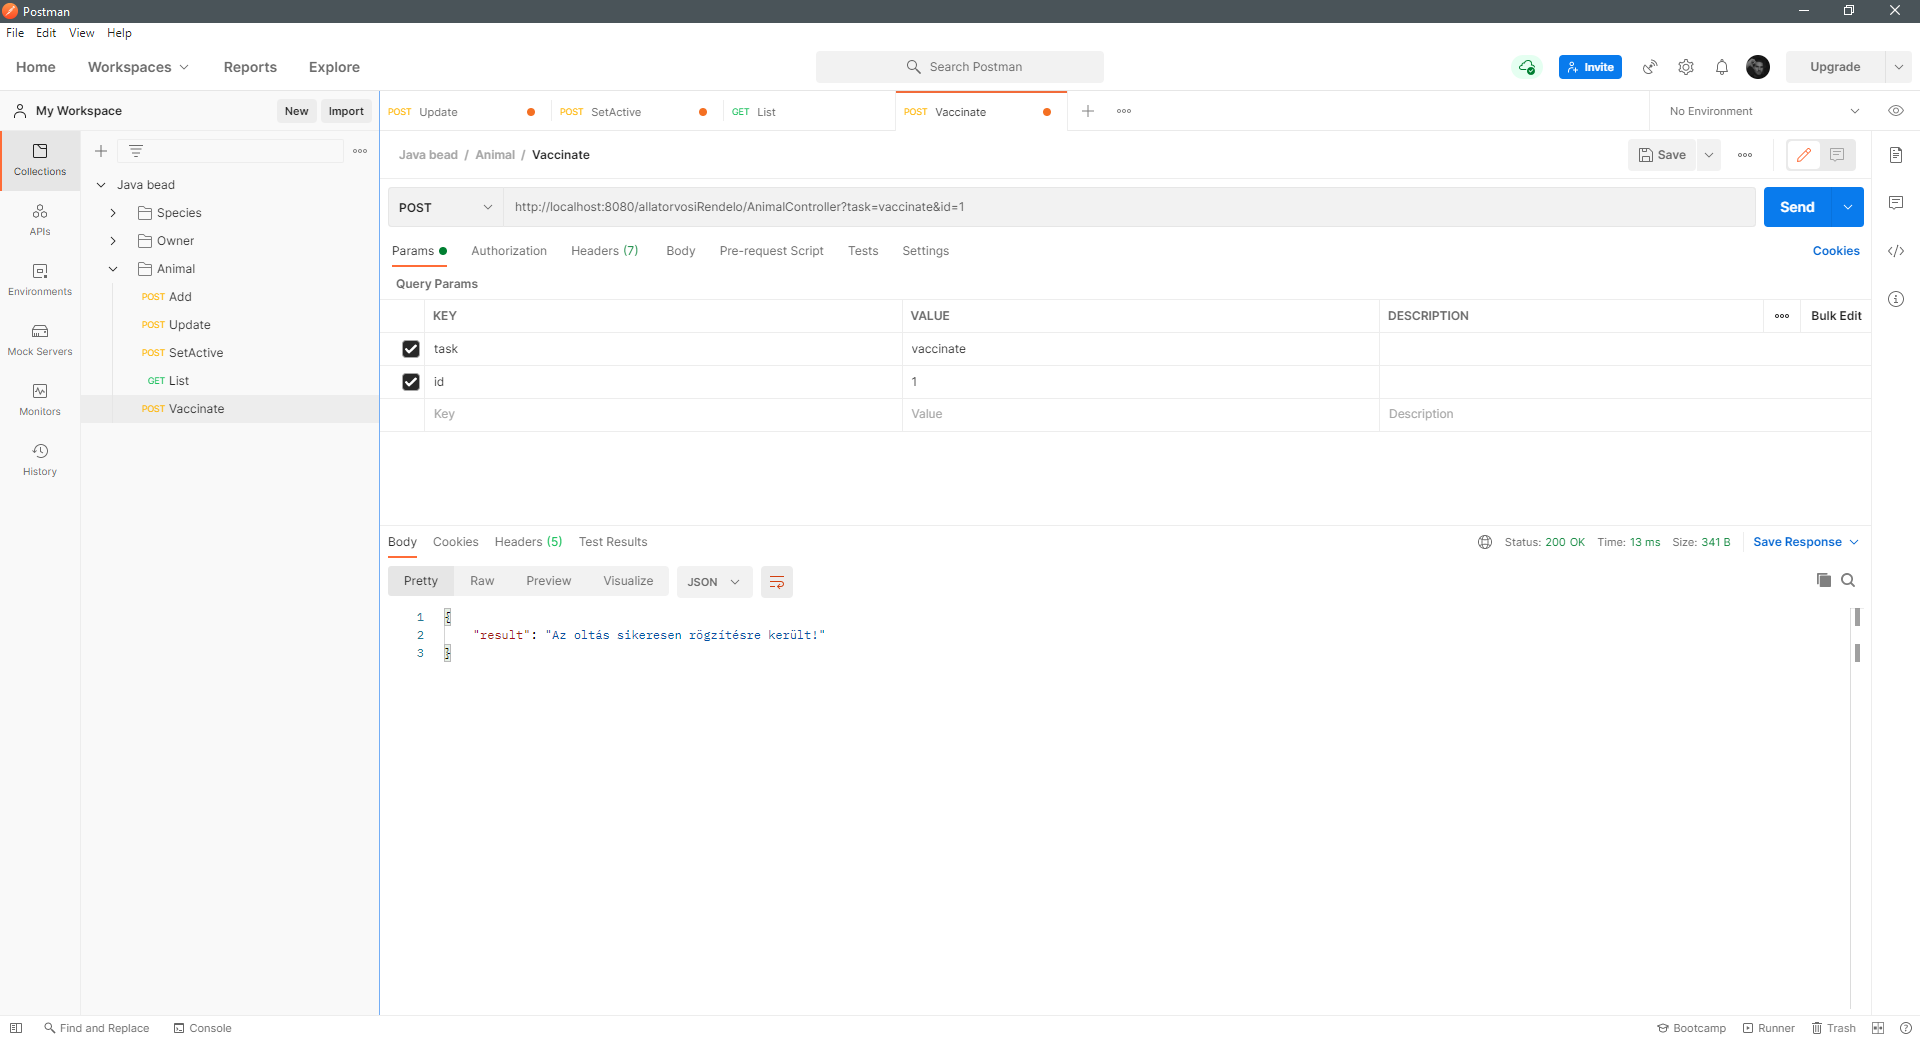 Postman
File Edit View Help
Home Workspaces Reports Explore
Search Postman
Invite
Upgrade
My Workspace
New Import
POST Update
POST SetActive
GET List
POST Vaccinate
No Environment
Collections
APIs
Environments
Mock Servers
Monitors
History
Java bead
Species
Owner
Animal
POST Add
POST Update
POST SetActive
GET List
POST Vaccinate
Java bead / Animal / Vaccinate
Save
POST
http://localhost:8080/allatorvosiRendelo/AnimalController?task=vaccinate&id=1
Send
Params Authorization Headers (7) Body Pre-request Script Tests Settings
Cookies
Query Params
KEY VALUE DESCRIPTION Bulk Edit
task vaccinate
id 1
Key Value Description
Body Cookies Headers (5) Test Results
Status: 200 OK Time: 13 ms Size: 341 B Save Response
Pretty Raw Preview Visualize JSON
1 {
2 "result": "Az oltás sikeresen rögzítésre került!"
3 }
Find and Replace Console
Bootcamp Runner Trash